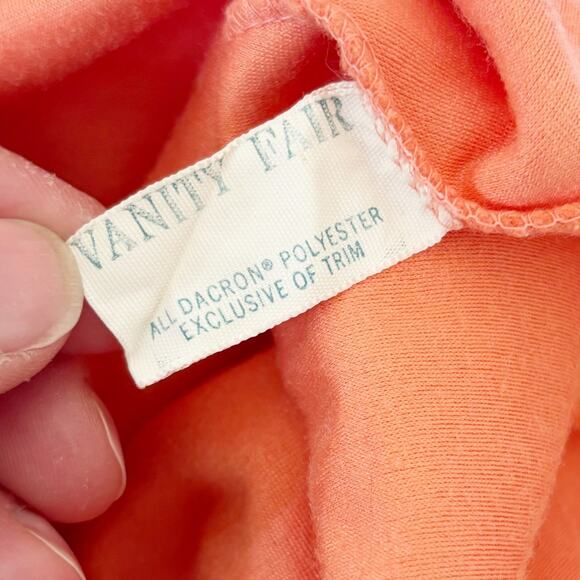 VANITY FAIR
ALL DACRON® POLYESTER
EXCLUSIVE OF TRIM